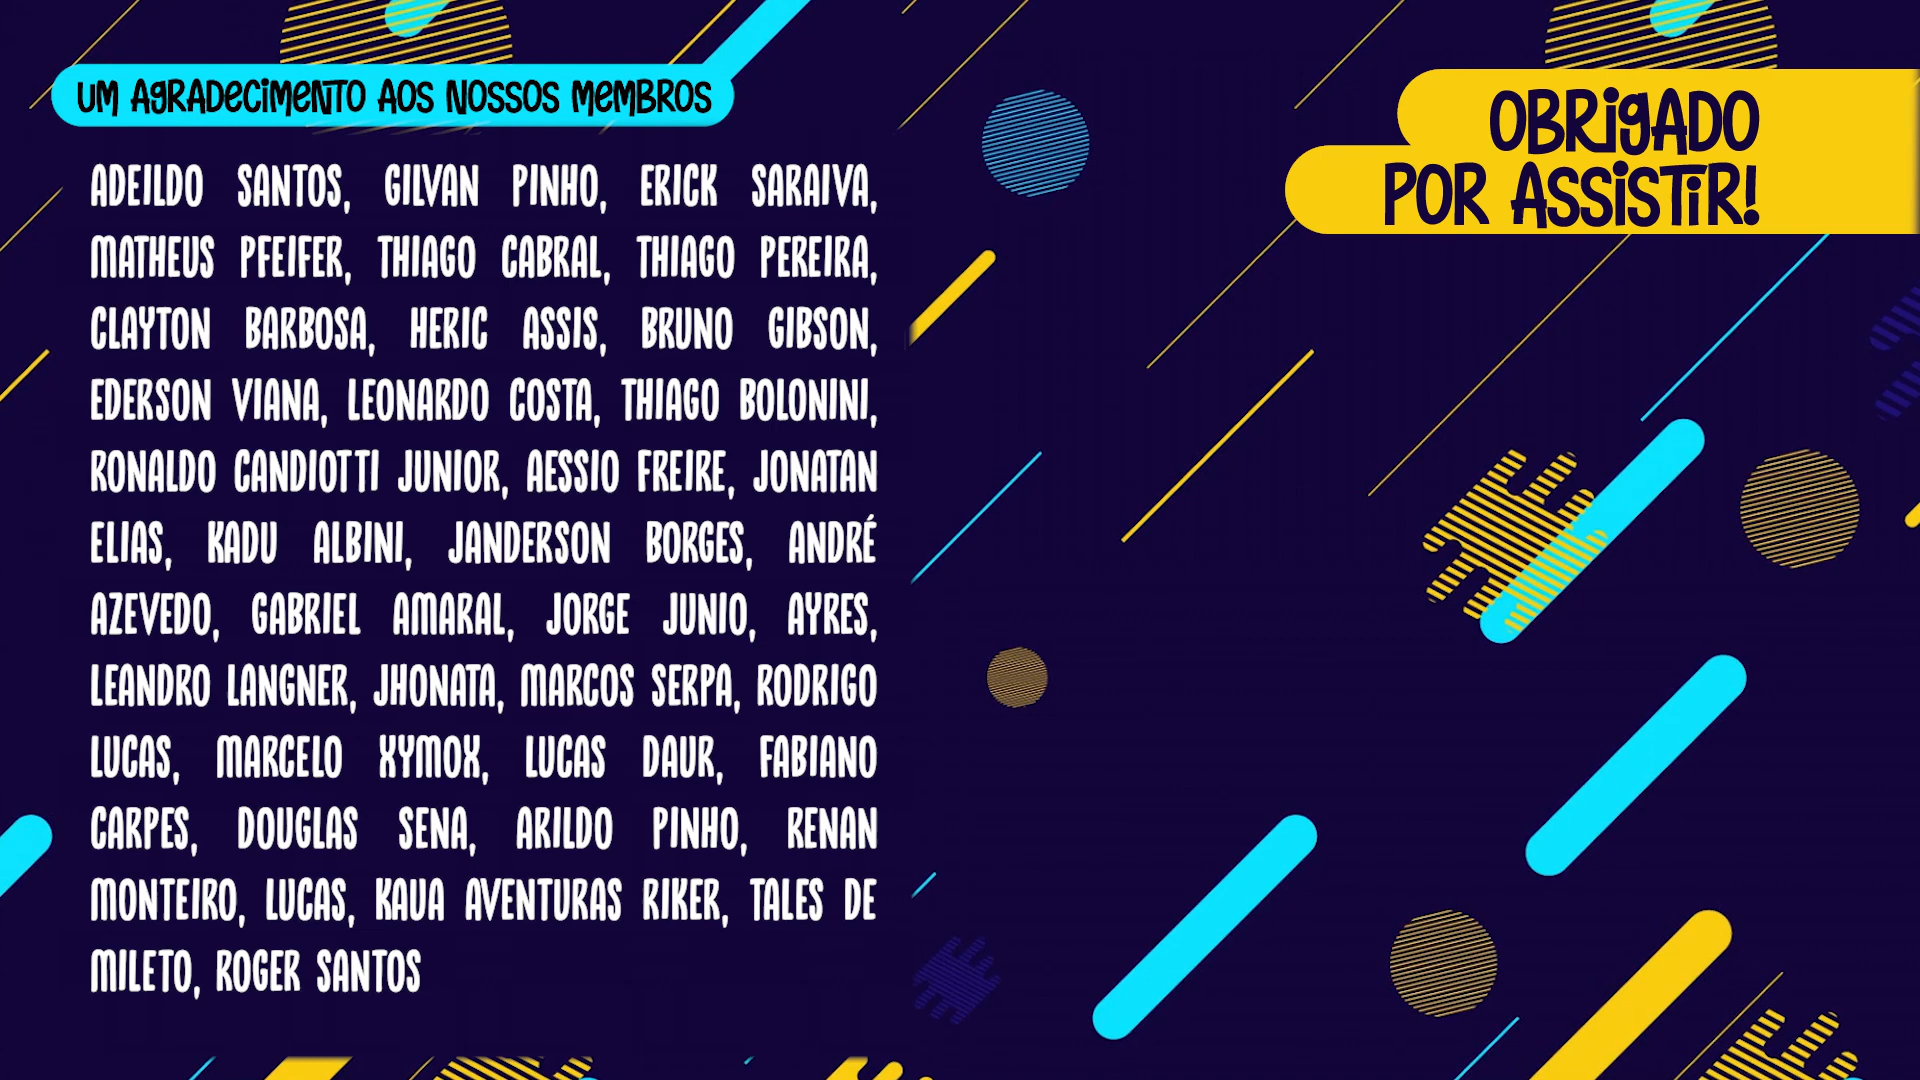 UM AGRADECIMENTO AOS NOSSOS MEMBROS
ADEILDO SANTOS, GILVAN PINHO, ERICK SARAIVA,
MATHEUS PFEIFER, THIAGO CABRAL, THIAGO PEREIRA,
CLAYTON BARBOSA, HERIC ASSIS, BRUNO GIBSON,
EDERSON VIANA, LEONARDO COSTA, THIAGO BOLONINI,
RONALDO CANDIOTTI JUNIOR, AESSIO FREIRE, JONATAN
ELIAS, KADU ALBINI, JANDERSON BORGES, ANDRÉ
AZEVEDO, GABRIEL AMARAL, JORGE JUNIO, AYRES,
LEANDRO LANGNER, JHONATA, MARCOS SERPA, RODRIGO
LUCAS, MARCELO XYMOX, LUCAS DAUR, FABIANO
CARPES, DOUGLAS SENA, ARILDO PINHO, RENAN
MONTEIRO, LUCAS, KAUA AVENTURAS RIKER, TALES DE
MILETO, ROGER SANTOS
OBRIGADO
POR ASSISTIR!